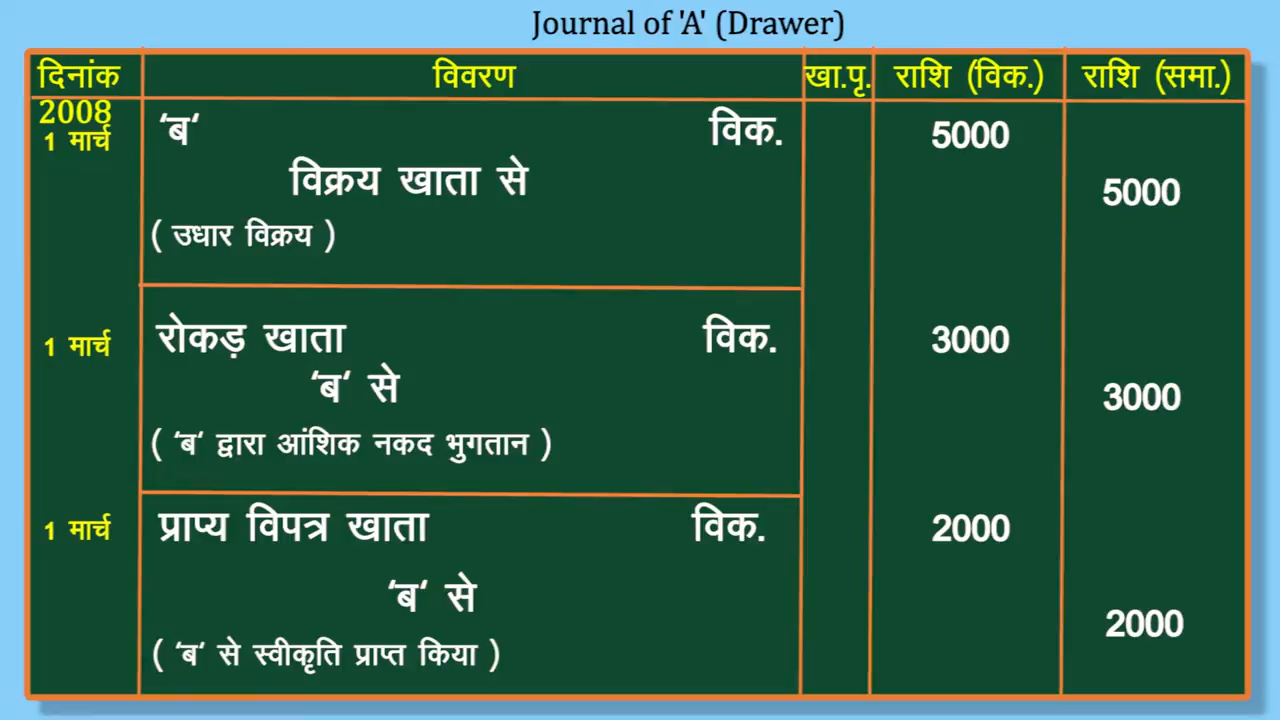 Journal of 'A' (Drawer)
दिनांक विवरण खा.पृ. राशि (विक.) राशि (समा.)
2008
1 मार्च ‘ब‘ विक. 5000
विक्रय खाता से 5000
( उधार विक्रय )
1 मार्च रोकड़ खाता विक. 3000
‘ब‘ से 3000
( ‘ब‘ द्वारा आंशिक नकद भुगतान )
1 मार्च प्राप्य विपत्र खाता विक. 2000
‘ब‘ से 2000
( ‘ब‘ से स्वीकृति प्राप्त किया )